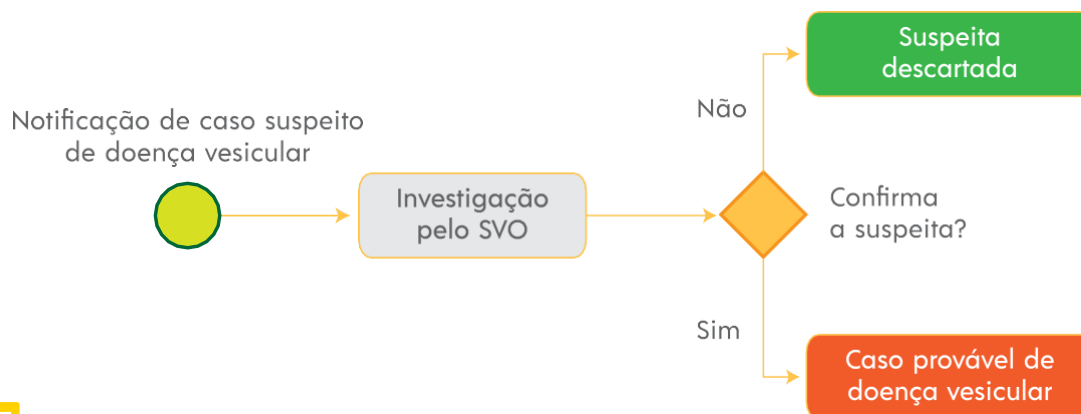 Notificação de caso suspeito
de doença vesicular
Investigação
pelo SVO
Confirma
a suspeita?
Não
Suspeita
descartada
Sim
Caso provável de
doença vesicular